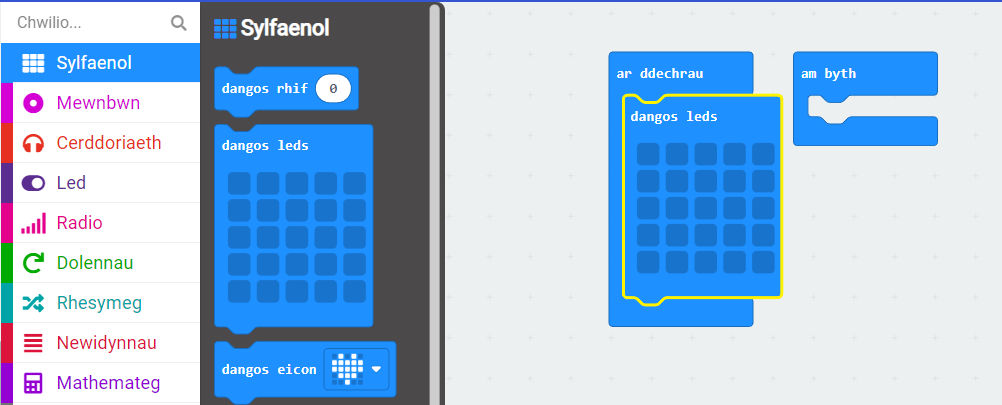 Chwilio...
Sylfaenol
Mewnbwn
Cerddoriaeth
Led
Radio
Dolennau
Rhesymeg
Newidynnau
Mathemateg
Sylfaenol
dangos rhif 0
dangos leds
dangos eicon
ar ddechrau
dangos leds
am byth